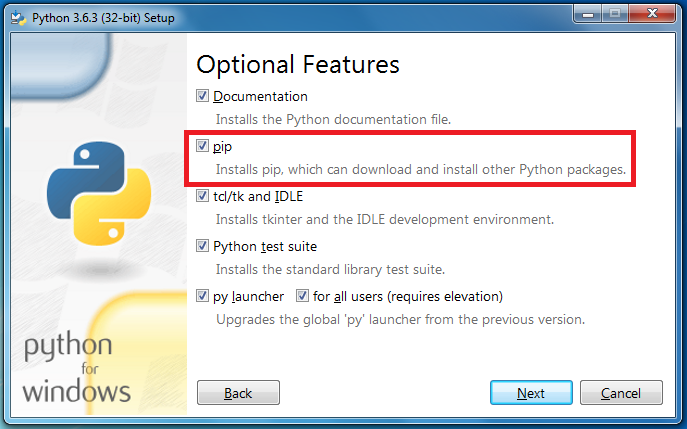 Python 3.6.3 (32-bit) Setup
Optional Features
Documentation
Installs the Python documentation file.
pip
Installs pip, which can download and install other Python packages.
tcl/tk and IDLE
Installs tkinter and the IDLE development environment.
Python test suite
Installs the standard library test suite.
py launcher for all users (requires elevation)
Upgrades the global 'py' launcher from the previous version.
python
for
windows
Back Next Cancel